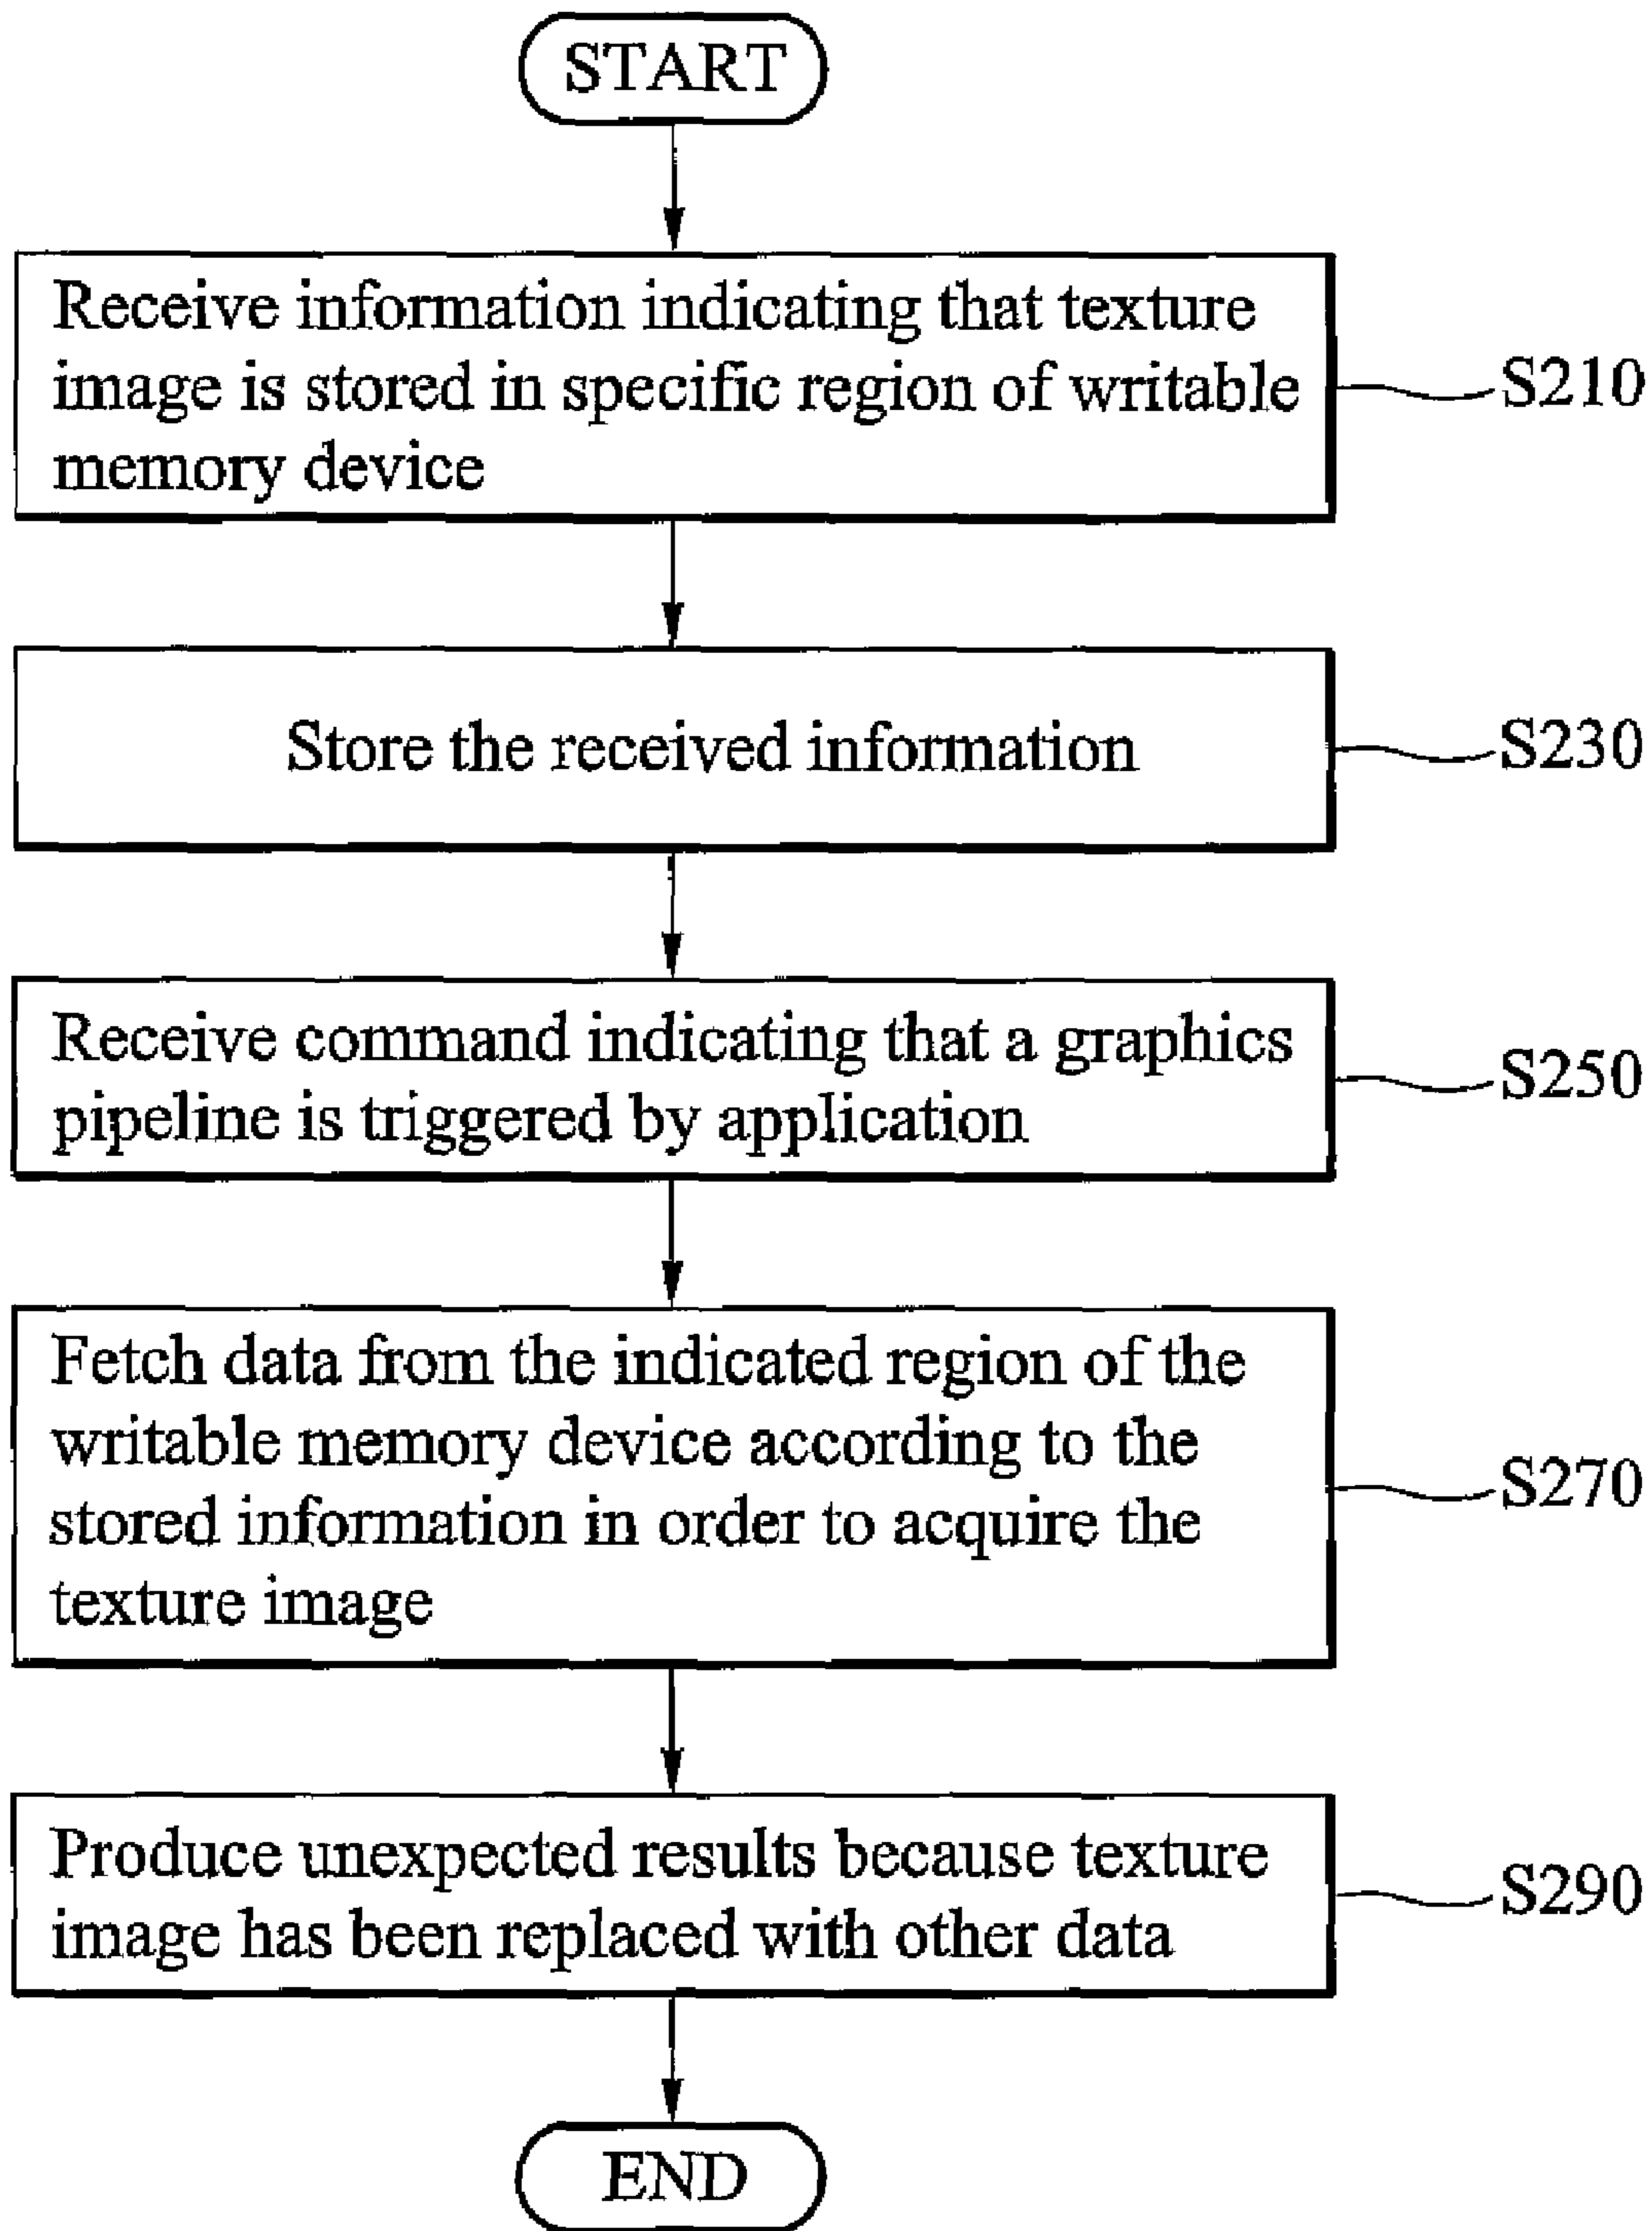 START
Receive information indicating that texture
image is stored in specific region of writable
memory device
S210
Store the received information
S230
Receive command indicating that a graphics
pipeline is triggered by application
S250
Fetch data from the indicated region of the
writable memory device according to the
stored information in order to acquire the
texture image
S270
Produce unexpected results because texture
image has been replaced with other data
S290
END